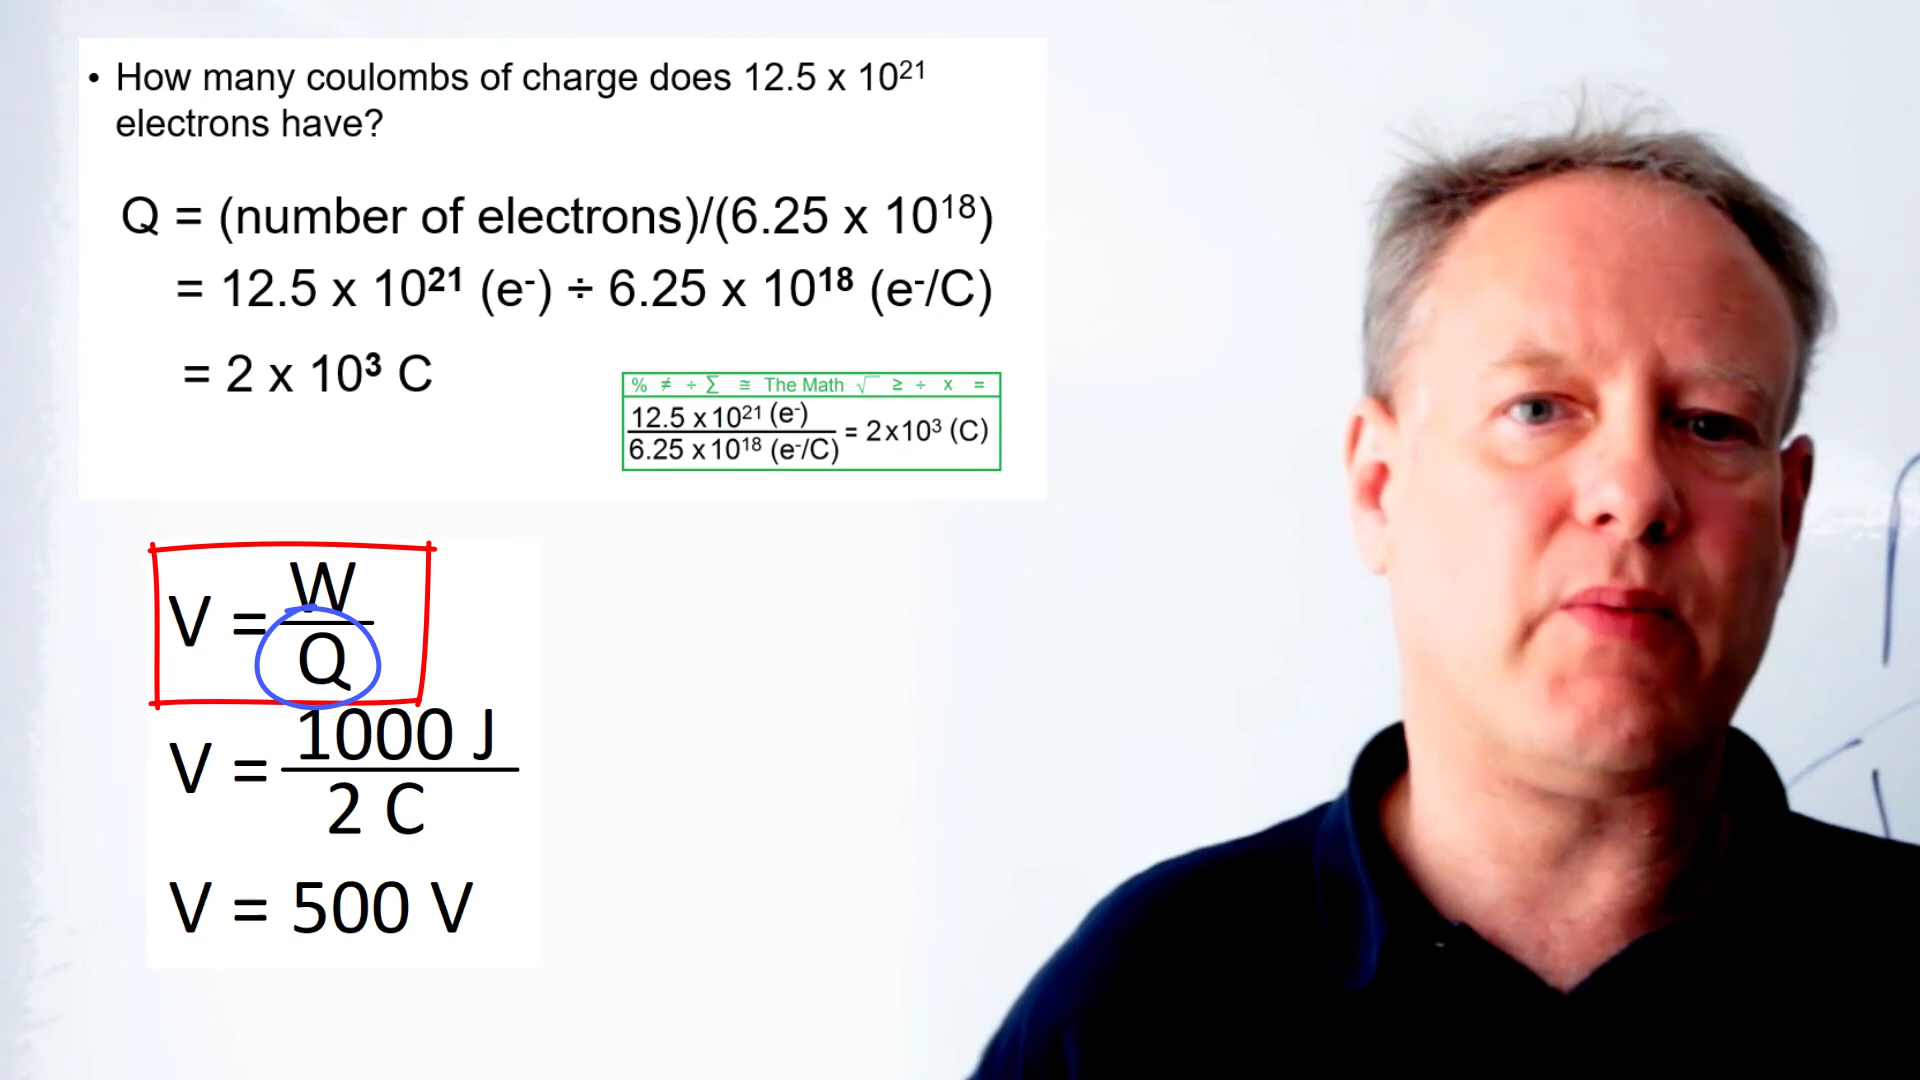 • How many coulombs of charge does 12.5 x 10²¹
electrons have?
Q = (number of electrons)/(6.25 x 10¹⁸)
= 12.5 x 10²¹ (e⁻) ÷ 6.25 x 10¹⁸ (e⁻/C)
= 2 x 10³ C
% ≠ ÷ ∑ ≅ The Math √ ≥ ÷ x =
12.5 x 10²¹ (e⁻)
6.25 x 10¹⁸ (e⁻/C)
= 2x10³ (C)
V = W
Q
V = 1000 J
2 C
V = 500 V